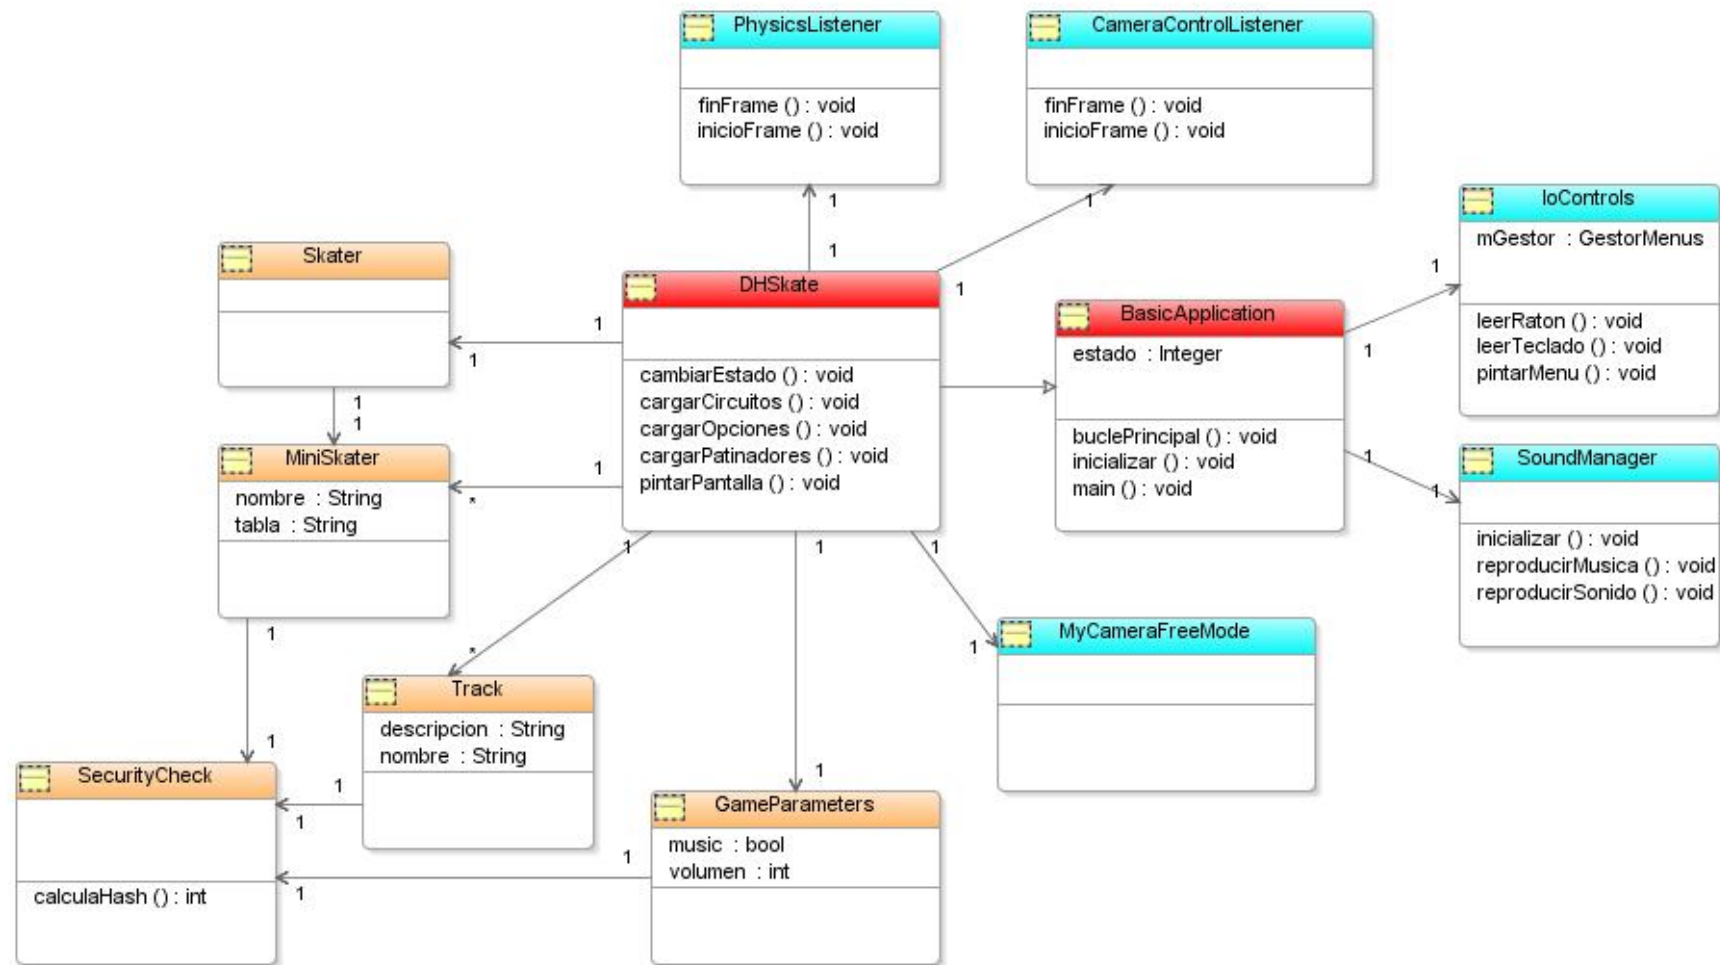 PhysicsListener
finFrame () : void
inicioFrame () : void
CameraControlListener
finFrame () : void
inicioFrame () : void
IoControls
mGestor : GestorMenus
leerRaton () : void
leerTeclado () : void
pintarMenu () : void
Skater
DHSkate
cambiarEstado () : void
cargarCircuitos () : void
cargarOpciones () : void
cargarPatinadores () : void
pintarPantalla () : void
BasicApplication
estado : Integer
buclePrincipal () : void
inicializar () : void
main () : void
SoundManager
inicializar () : void
reproducirMusica () : void
reproducirSonido () : void
MiniSkater
nombre : String
tabla : String
MyCameraFreeMode
Track
descripcion : String
nombre : String
SecurityCheck
calculaHash () : int
GameParameters
music : bool
volumen : int
1
1
1
1
1
1
1
1
1
1
1
1
1
*
1
*
1
1
1
1
1
1
1
1
1
1